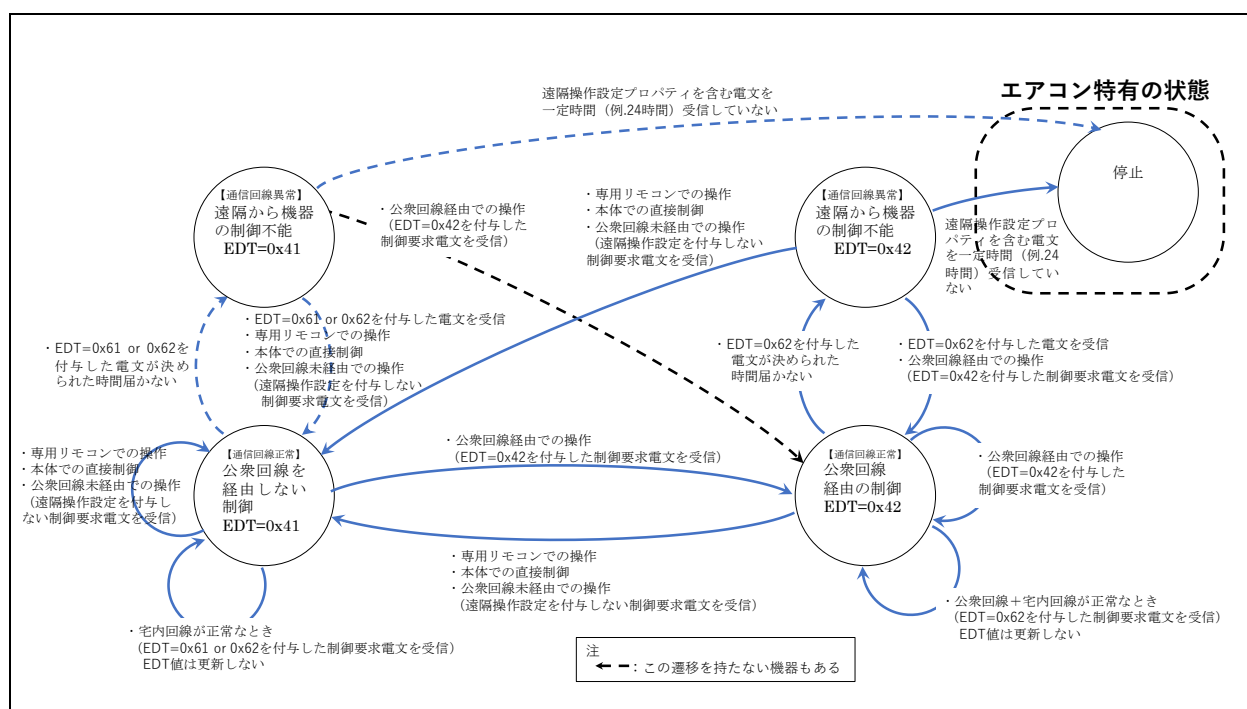 エアコン特有の状態
遠隔操作設定プロパティを含む電文を
一定時間（例.24時間）受信していない
停止
【通信回線異常】
遠隔から機器
の制御不能
EDT=0x41
・公衆回線経由での操作
（EDT=0x42を付与した
制御要求電文を受信）
・専用リモコンでの操作
・本体での直接制御
・公衆回線未経由での操作
（遠隔操作設定を付与しない
制御要求電文を受信）
【通信回線異常】
遠隔から機器
の制御不能
EDT=0x42
遠隔操作設定プロ
パティを含む電文
を一定時間（例.24
時間）受信してい
ない
・EDT=0x61 or 0x62を
付与した電文が決め
られた時間届かない
・EDT=0x61 or 0x62を付与した電文を受信
・専用リモコンでの操作
・本体での直接制御
・公衆回線未経由での操作
（遠隔操作設定を付与しない
制御要求電文を受信）
・EDT=0x62を付与した
電文が決められた
時間届かない
・EDT=0x62を付与した電文を受信
・公衆回線経由での操作
（EDT=0x42を付与した制御要求電文を受信）
・専用リモコンでの操作
・本体での直接制御
・公衆回線未経由での操作
（遠隔操作設定を付与し
ない制御要求電文を受信）
【通信回線正常】
公衆回線を
経由しない
制御
EDT=0x41
・公衆回線経由での操作
（EDT=0x42を付与した制御要求電文を受信）
【通信回線正常】
公衆回線
経由の制御
EDT=0x42
・公衆回線経由での操作
（EDT=0x42を付与した
制御要求電文を受信）
・専用リモコンでの操作
・本体での直接制御
・公衆回線未経由での操作
（遠隔操作設定を付与しない制御要求電文を受信）
・宅内回線が正常なとき
（EDT=0x61 or 0x62を付与した制御要求電文を受信）
EDT値は更新しない
・公衆回線＋宅内回線が正常なとき
（EDT=0x62を付与した制御要求電文を受信）
EDT値は更新しない
注
：この遷移を持たない機器もある